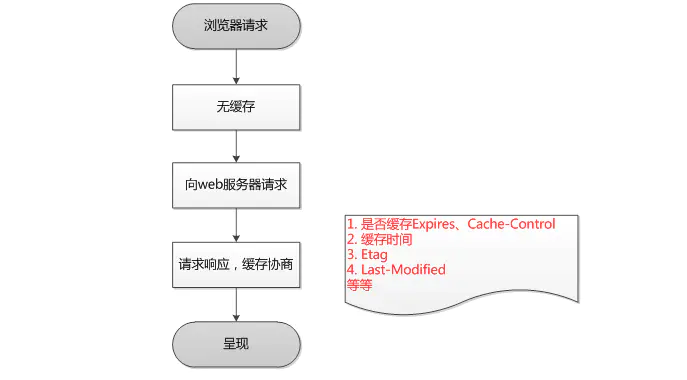 浏览器请求
无缓存
向web服务器请求
请求响应，缓存协商
呈现
1. 是否缓存Expires、Cache-Control
2. 缓存时间
3. Etag
4. Last-Modified
等等